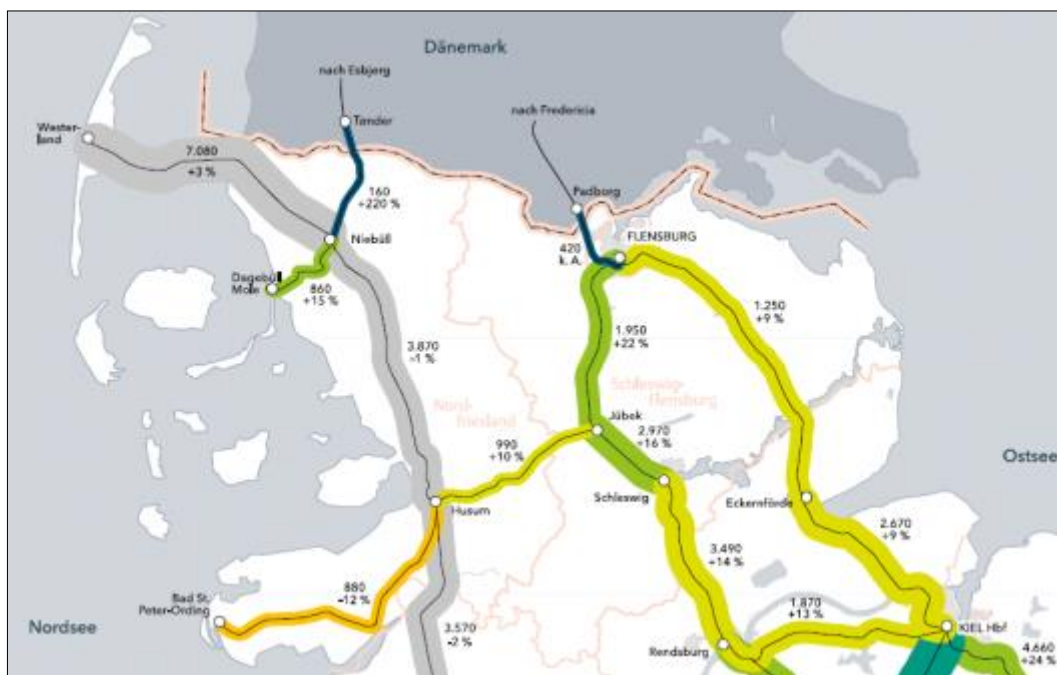 Dänemark
nach Esbjerg
nach Fredericia
Wester-
land
Tønder
7.080
+3 %
160
+220 %
Padborg
Niebüll
420
k. A.
FLENSBURG
Dagebüll
Mole
860
+15 %
1.250
+9 %
1.950
+22 %
3.870
-1 %
Nord-
friesland
Schleswig-
Flensburg
Jübek
990
+10 %
2.970
+16 %
Ostsee
Husum
Schleswig
Eckernförde
2.670
+9 %
3.490
+14 %
880
-12 %
Bad St.
Peter-Ording
1.870
+13 %
Nordsee
3.570
-2 %
KIEL Hbf
Rendsburg
4.660
+24 %